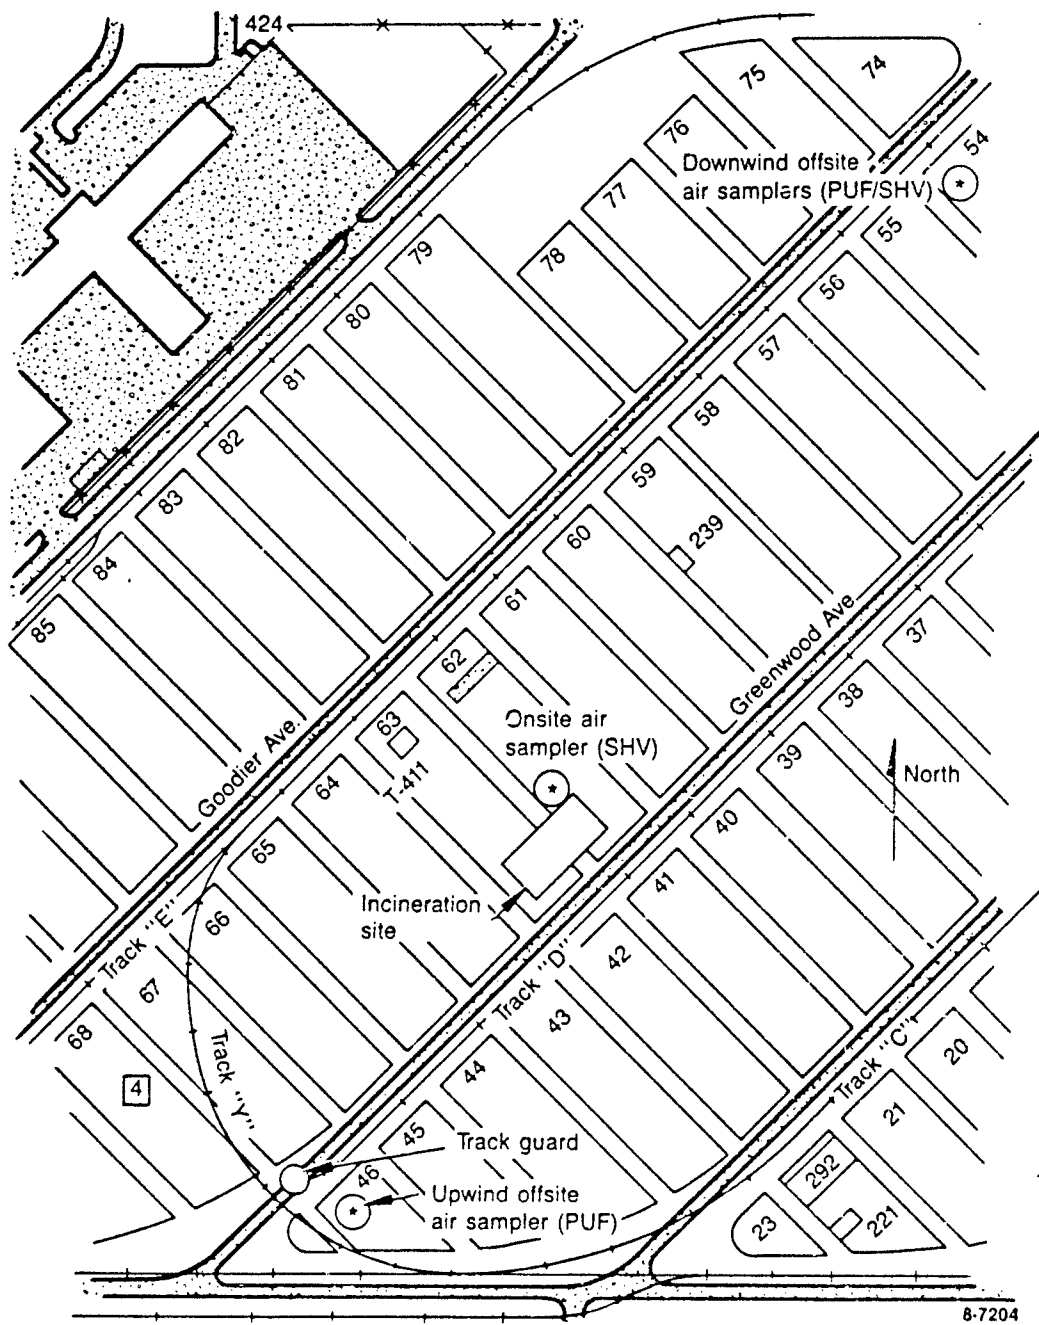 424
74
75
76
54
Downwind offsite
air samplers (PUF/SHV)
77
55
79
78
56
80
57
81
58
82
59
83
239
60
84
61
85
62
Greenwood Ave
37
Onsite air
sampler (SHV)
38
63
Goodier Ave.
T-411
39
North
64
40
65
41
Incineration
site
66
42
Track "E"
Track "D"
67
43
68
Track "C"
20
Track "Y"
44
4
21
45
Track guard
46
292
Upwind offsite
air sampler (PUF)
23
221
8-7204